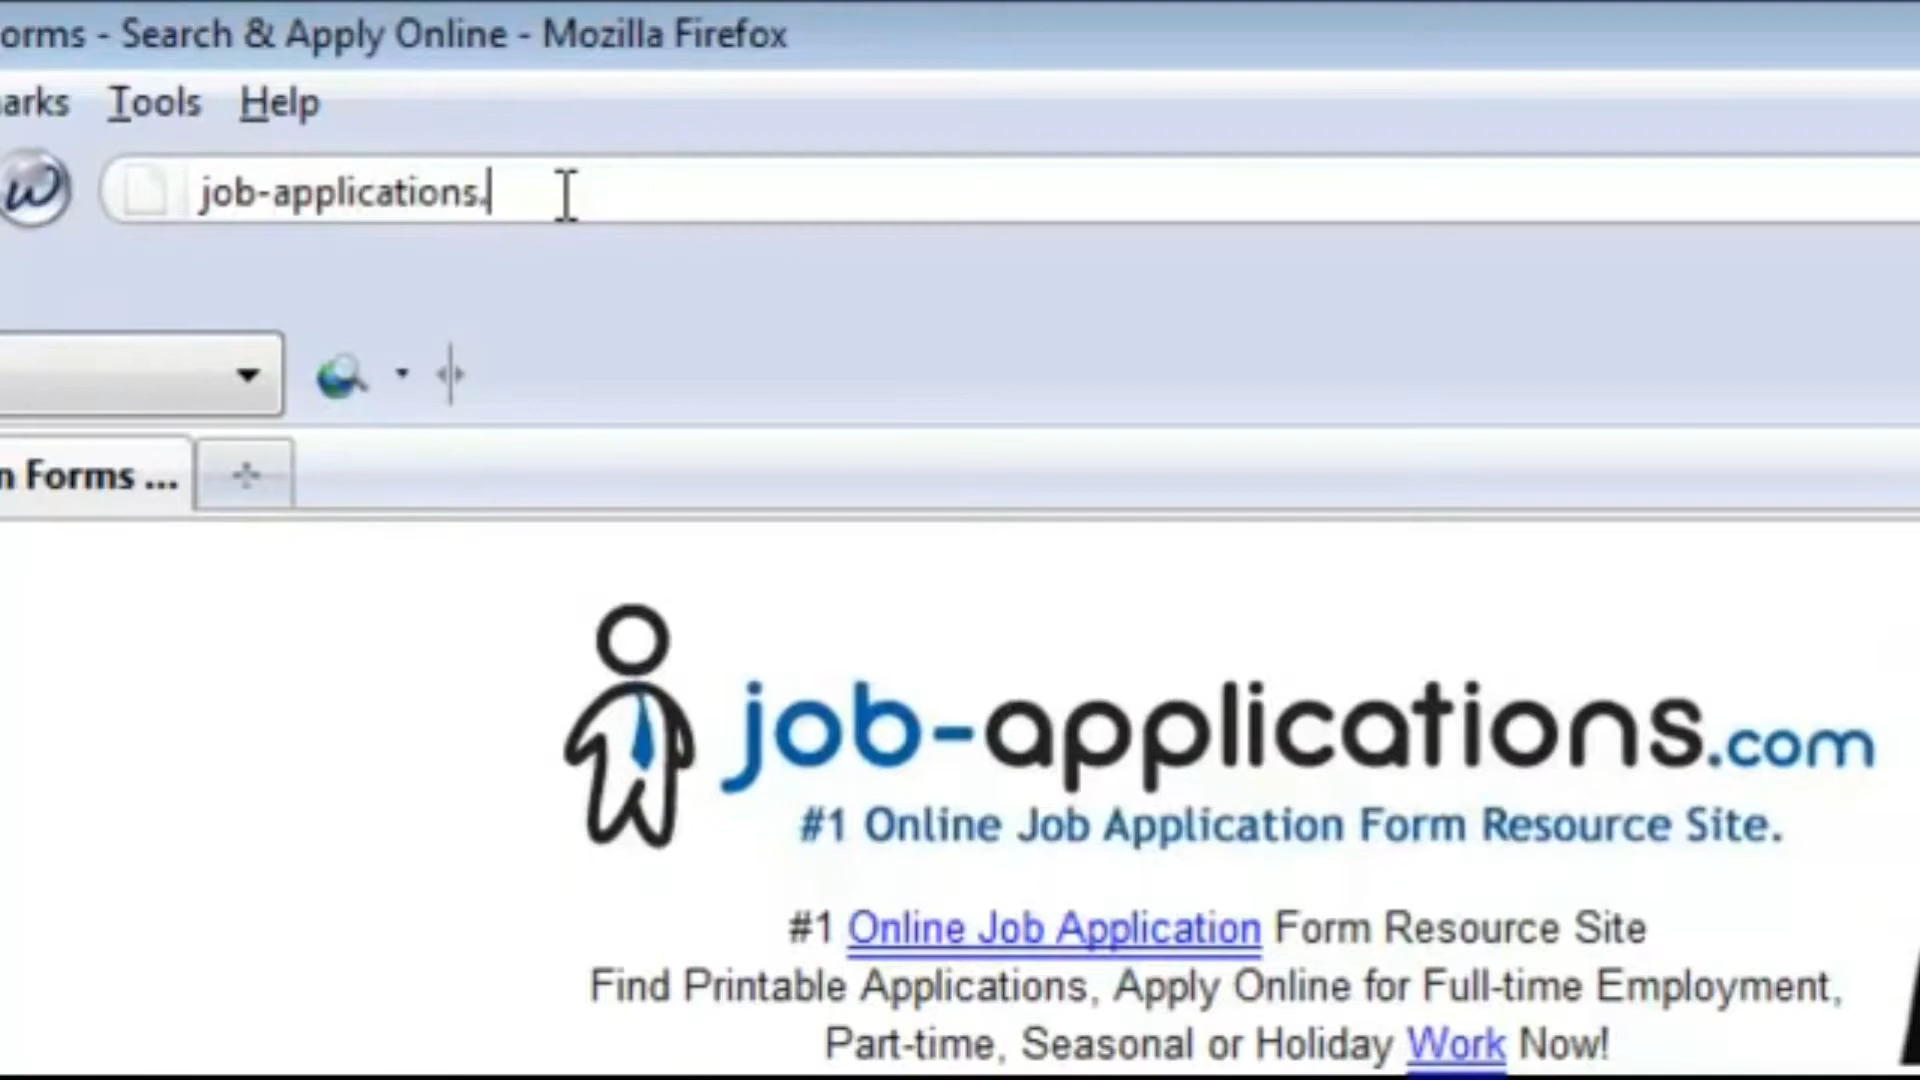 orms - Search & Apply Online - Mozilla Firefox
arks Tools Help
W job-applications.
n Forms ...
job-applications.com
#1 Online Job Application Form Resource Site.
#1 Online Job Application Form Resource Site
Find Printable Applications, Apply Online for Full-time Employment,
Part-time, Seasonal or Holiday Work Now!